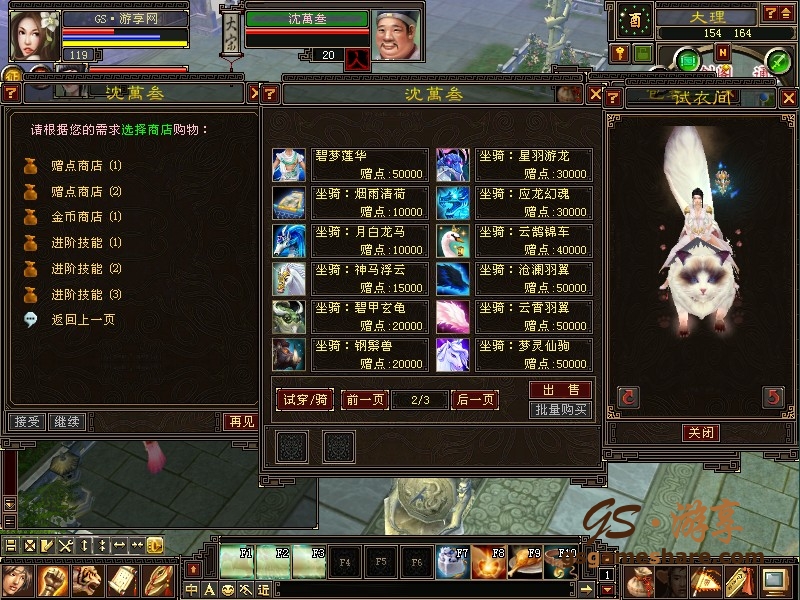 GS·游享网
119
大宗
沈萬叁
20
酉
大理
154 164
N
沈萬叁
请根据您的需求选择商店购物：
赠点商店 (1)
赠点商店 (2)
金币商店 (1)
进阶技能 (1)
进阶技能 (2)
进阶技能 (3)
返回上一页
接受
继续
再见
沈萬叁
碧梦莲华
赠点:50000
坐骑：星羽游龙
赠点:30000
坐骑：烟雨清荷
赠点:10000
坐骑：应龙幻魂
赠点:30000
坐骑：月白龙马
赠点:10000
坐骑：云鹄锦车
赠点:40000
坐骑：神马浮云
赠点:15000
坐骑：沧澜羽翼
赠点:50000
坐骑：碧甲玄龟
赠点:20000
坐骑：云霄羽翼
赠点:50000
坐骑：钢鬃兽
赠点:20000
坐骑：梦灵仙驹
赠点:50000
试穿/骑
前一页
2/3
后一页
出 售
批量购买
试衣间
关闭
GS·游享
F1
F2
F3
F4
F5
F6
F7
F8
F9
F10
1
中
A
近